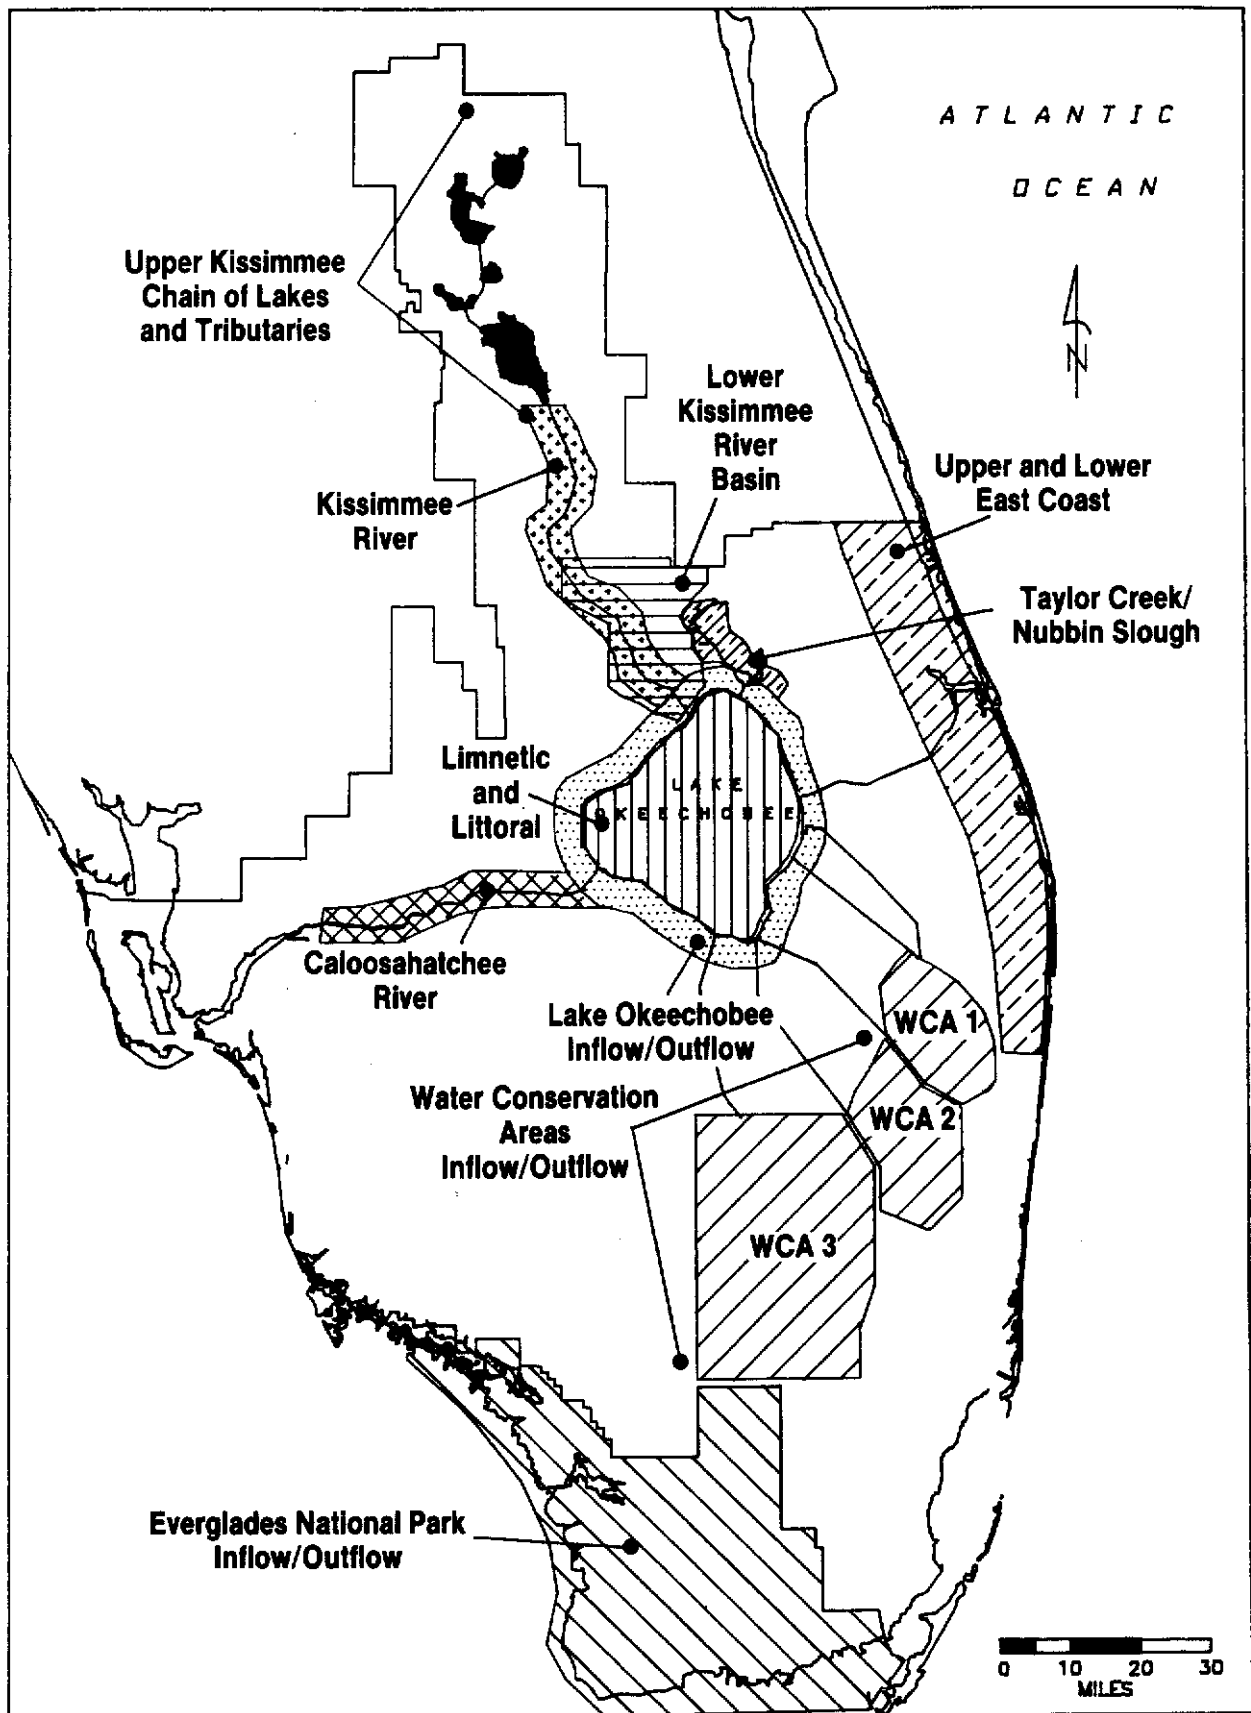 ATLANTIC
OCEAN
Upper Kissimmee
Chain of Lakes
and Tributaries
N
Lower
Kissimmee
River
Basin
Upper and Lower
East Coast
Kissimmee
River
Taylor Creek/
Nubbin Slough
Limnetic
and
Littoral
LAKE
OKEECHOBEE
Caloosahatchee
River
Lake Okeechobee
Inflow/Outflow
WCA 1
Water Conservation
Areas
Inflow/Outflow
WCA 2
WCA 3
Everglades National Park
Inflow/Outflow
0 10 20 30
MILES